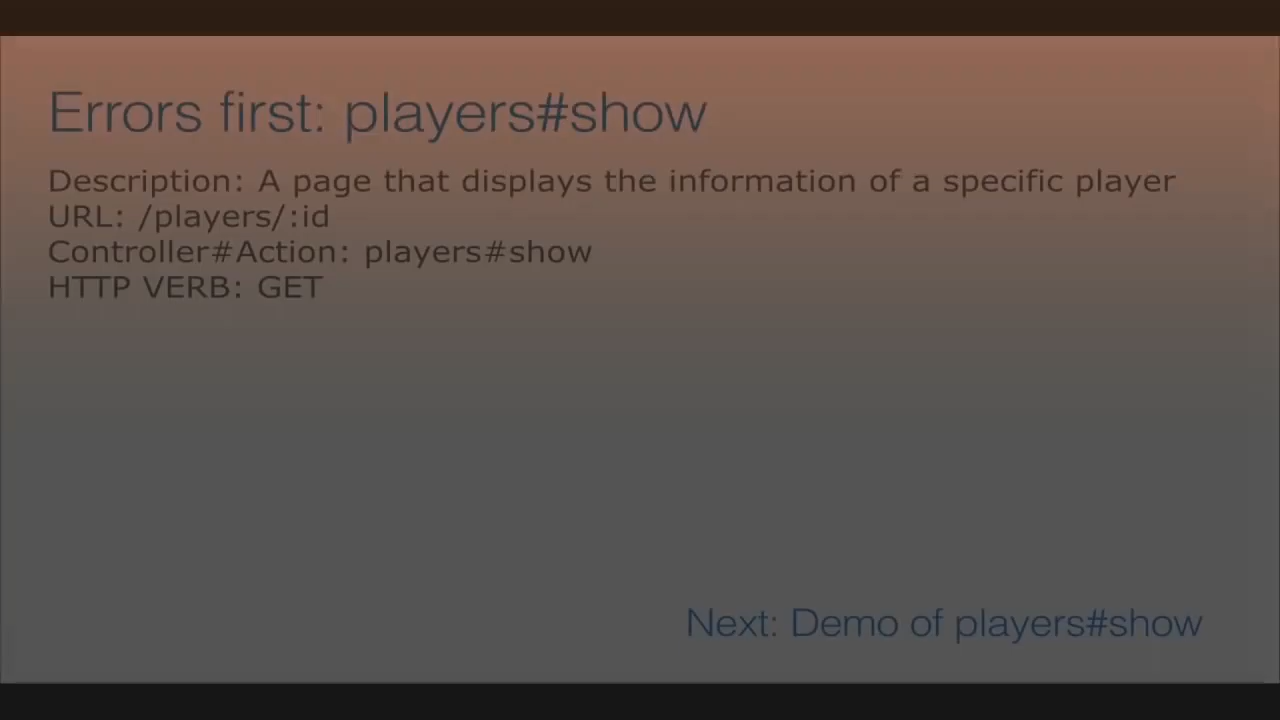 Errors first: players#show
Description: A page that displays the information of a specific player
URL: /players/:id
Controller#Action: players#show
HTTP VERB: GET
Next: Demo of players#show